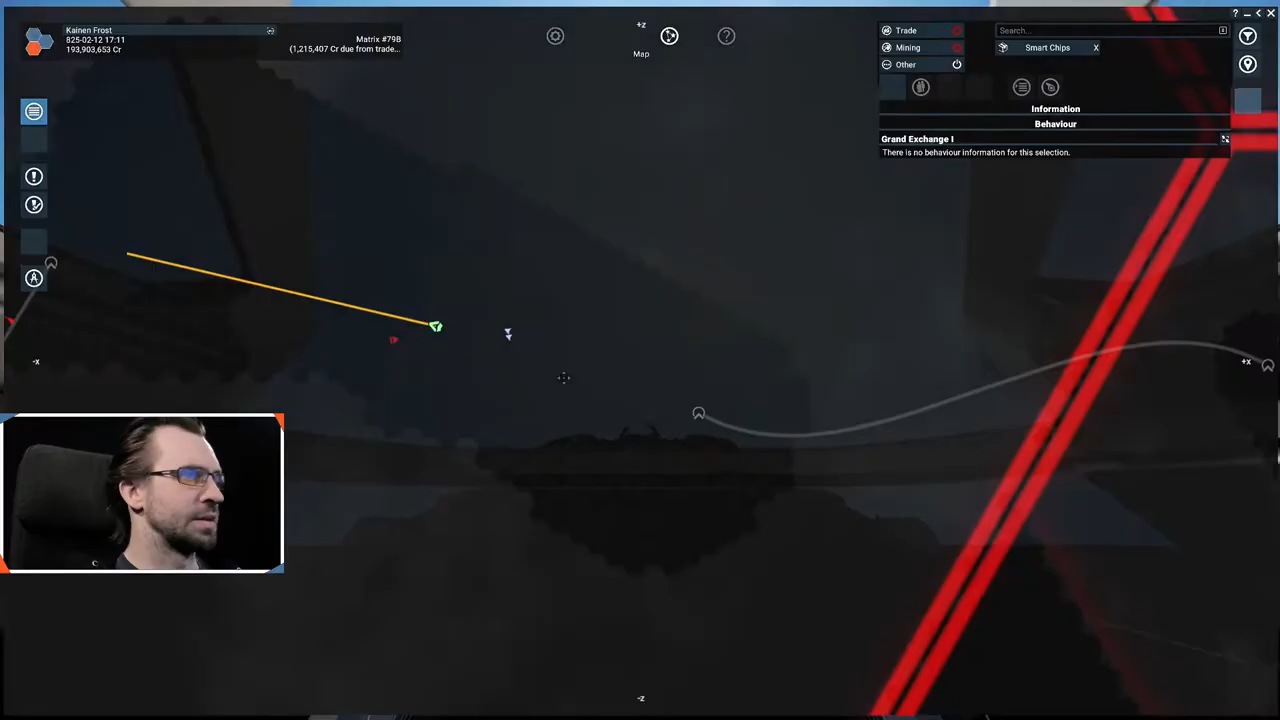 Kainen Frost
825-02-12 17:11
193,903,653 Cr
Matrix #79B
(1,215,407 Cr due from trade...
+z
Map
?
? _ < X
Trade
Mining
Other
Search...
Smart Chips X
Information
Behaviour
Grand Exchange I
There is no behaviour information for this selection.
-x
+x
-z